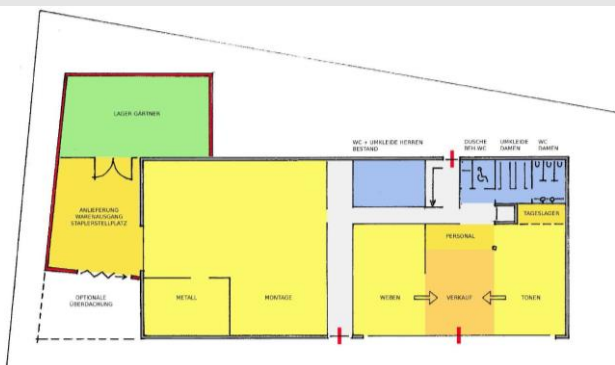 LAGER GÄRTNER
WC + UMKLEIDE HERREN
BESTAND
DUSCHE
BEH.WC
UMKLEIDE
DAMEN
WC
DAMEN
ANLIEFERUNG
WARENAUSGANG
STAPLERSTELLPLATZ
TAGESLAGER
PERSONAL
OPTIONALE
ÜBERDACHUNG
METALL
MONTAGE
WEBEN
VERKAUF
TONEN